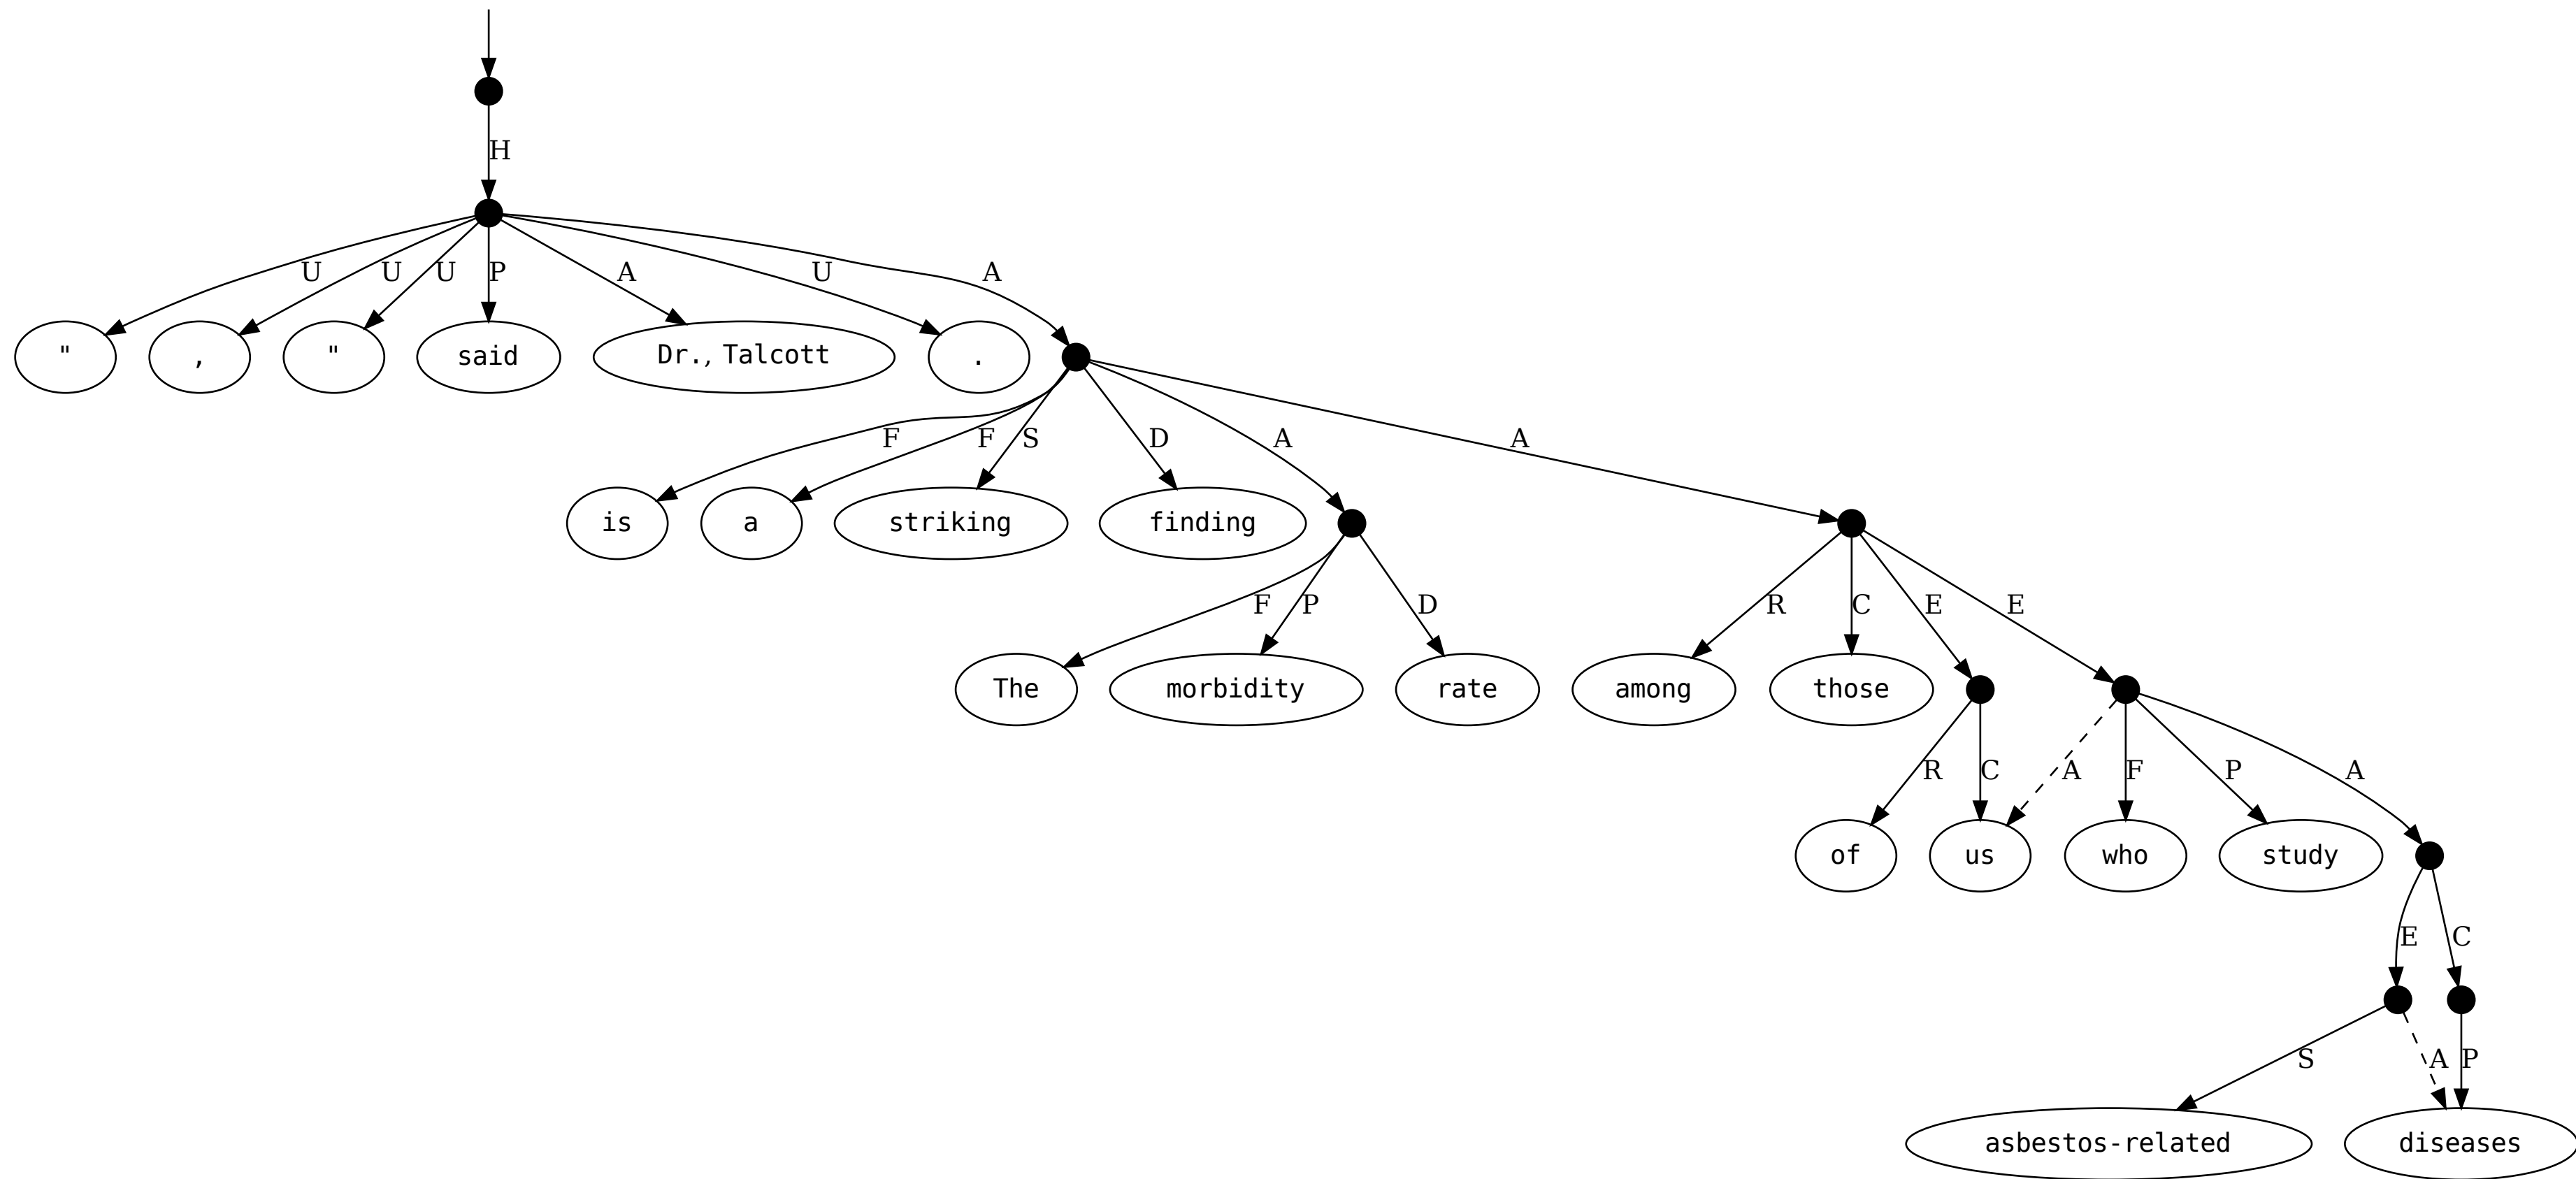 H
U U U P A U A
" , " said Dr., Talcott .
F F S D A A
is a striking finding
F P D R C E E
The morbidity rate among those
R C A F P A
of us who study
E C
S A P
asbestos-related diseases